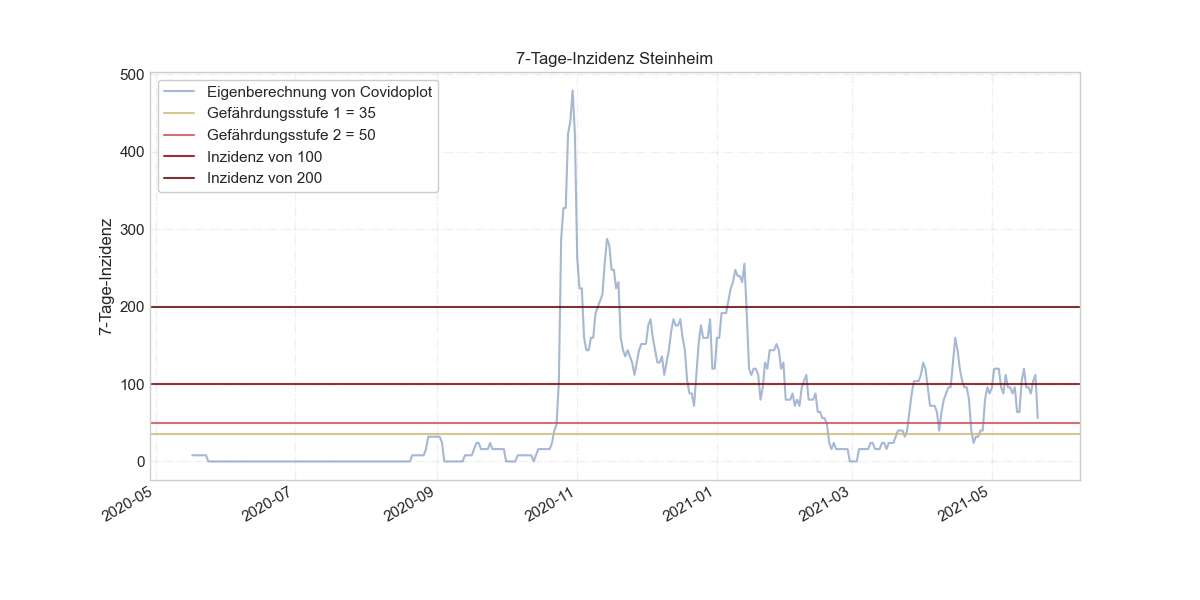 7-Tage-Inzidenz Steinheim
Eigenberechnung von Covidoplot
Gefährdungsstufe 1 = 35
Gefährdungsstufe 2 = 50
Inzidenz von 100
Inzidenz von 200
7-Tage-Inzidenz
500
400
300
200
100
0
2020-05
2020-07
2020-09
2020-11
2021-01
2021-03
2021-05